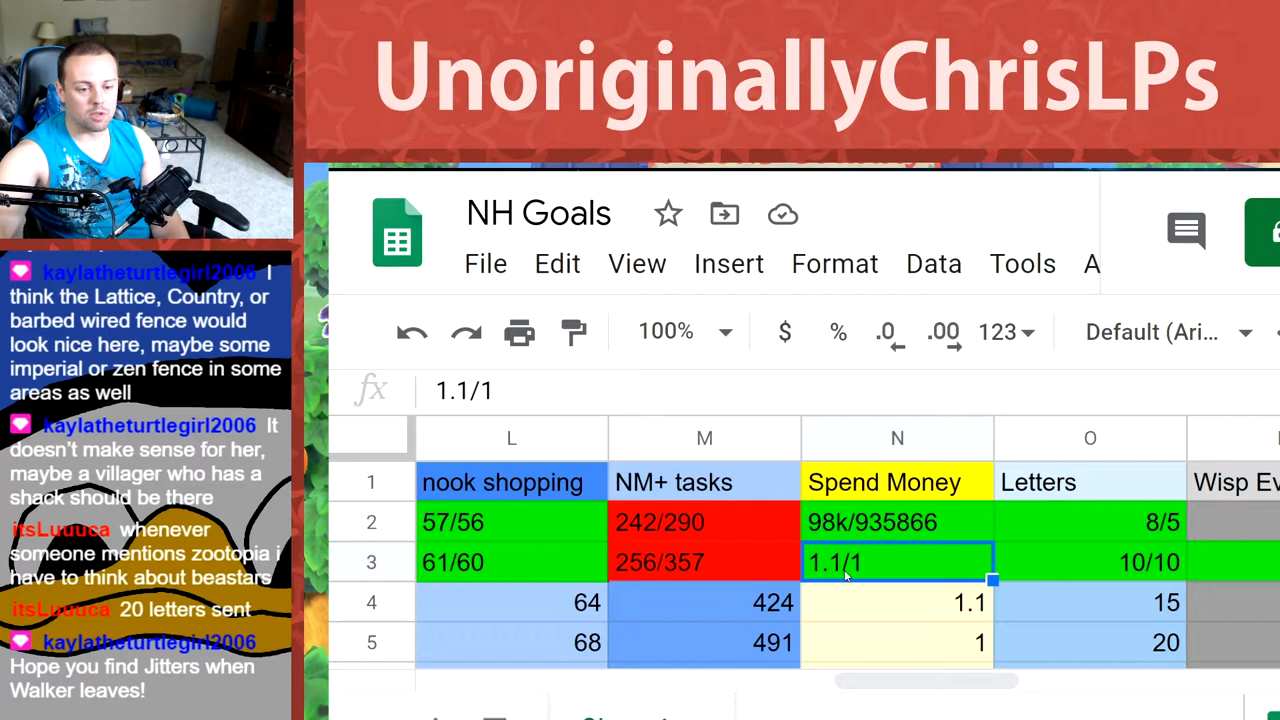 UnoriginallyChrisLPs
NH Goals
File Edit View Insert Format Data Tools A
100% $ % .0 .00 123 Default (Ari...
fx 1.1/1
L M N O
1 nook shopping NM+ tasks Spend Money Letters Wisp Ev
2 57/56 242/290 98k/935866 8/5
3 61/60 256/357 1.1/1 10/10
4 64 424 1.1 15
5 68 491 1 20
kaylatheturtlegirl2006 I
think the Lattice, Country, or
barbed wired fence would
look nice here, maybe some
imperial or zen fence in some
areas as well
kaylatheturtlegirl2006 It
doesn't make sense for her,
maybe a villager who has a
shack should be there
itsLuuuca whenever
someone mentions zootopia i
have to think about beastars
itsLuuuca 20 letters sent
kaylatheturtlegirl2006
Hope you find Jitters when
Walker leaves!